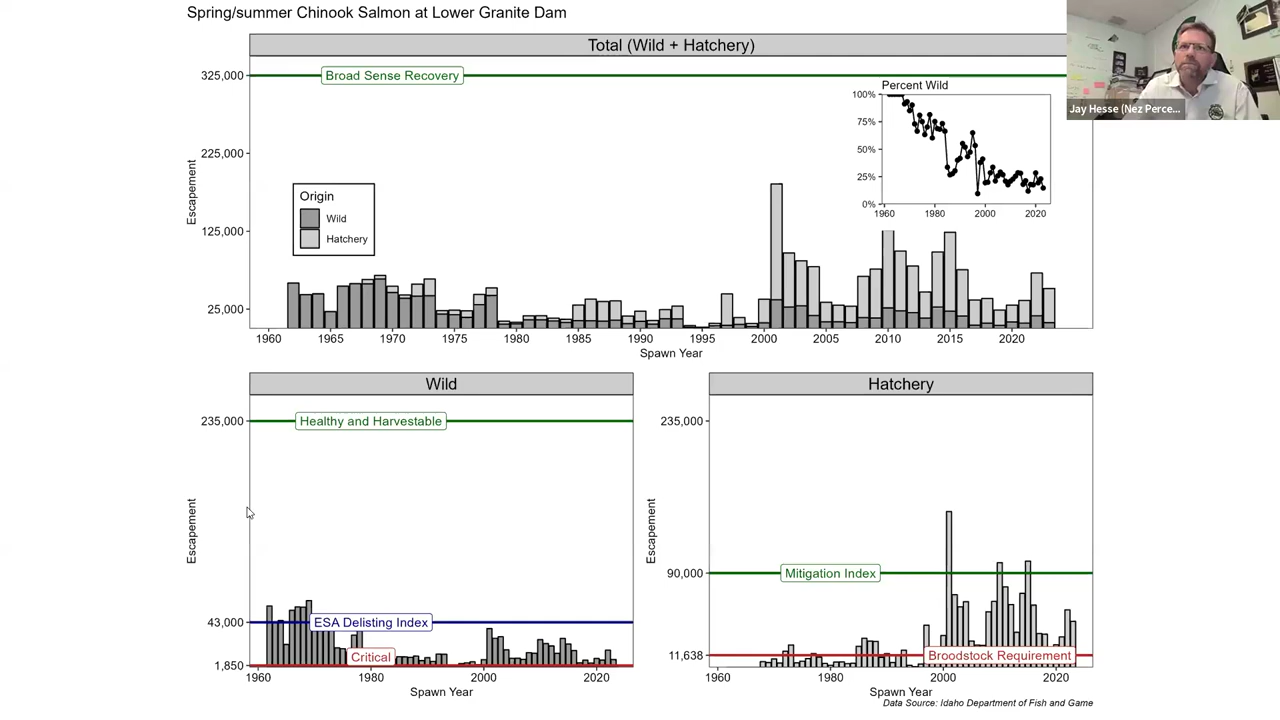 Spring/summer Chinook Salmon at Lower Granite Dam
Total (Wild + Hatchery)
325,000
Broad Sense Recovery
225,000
125,000
25,000
Escapement
Origin
Wild
Hatchery
Percent Wild
100%
75%
50%
25%
0%
1960 1980 2000 2020
1960 1965 1970 1975 1980 1985 1990 1995 2000 2005 2010 2015 2020
Spawn Year
Jay Hesse (Nez Perce...
Wild
235,000
Healthy and Harvestable
Escapement
43,000
ESA Delisting Index
Critical
1.850
1960 1980 2000 2020
Spawn Year
Hatchery
235,000
Escapement
90,000
Mitigation Index
11.638
Broodstock Requirement
1960 1980 2000 2020
Spawn Year
Data Source: Idaho Department of Fish and Game